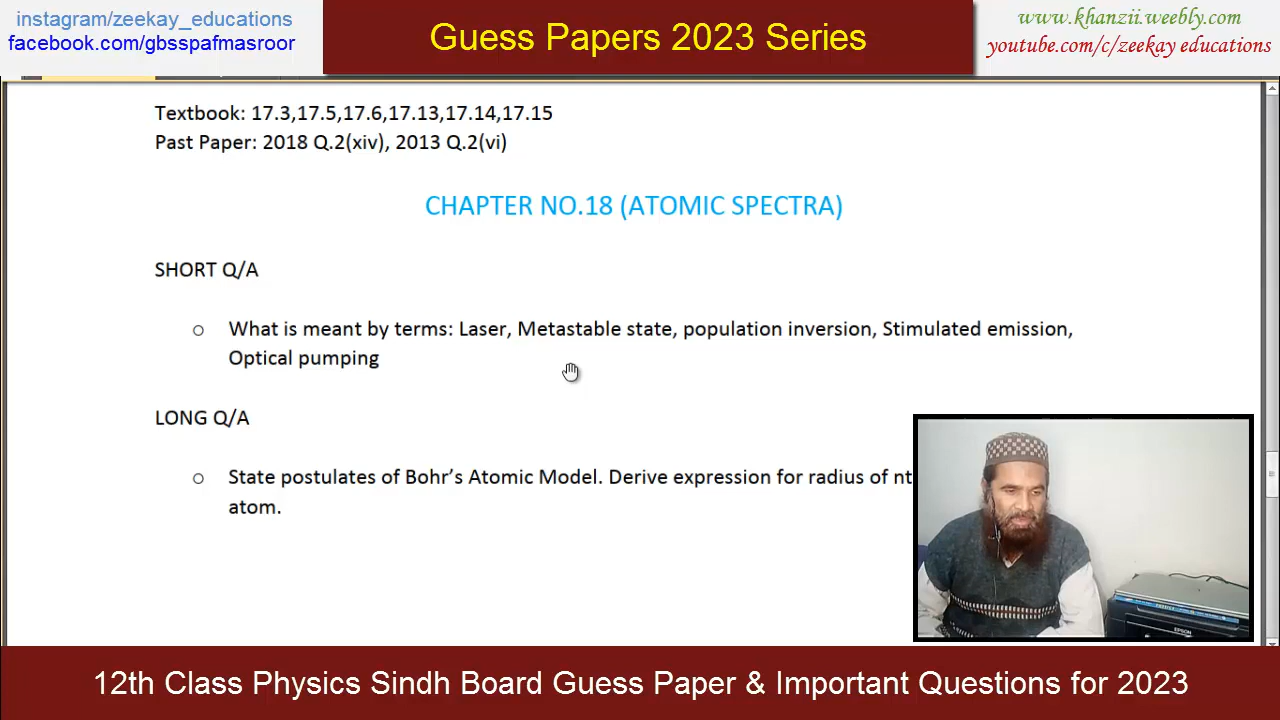 instagram/zeekay_educations
facebook.com/gbsspafmasroor
Guess Papers 2023 Series
www.khanzii.weebly.com
youtube.com/c/zeekay educations
Textbook: 17.3,17.5,17.6,17.13,17.14,17.15
Past Paper: 2018 Q.2(xiv), 2013 Q.2(vi)
CHAPTER NO.18 (ATOMIC SPECTRA)
SHORT Q/A
What is meant by terms: Laser, Metastable state, population inversion, Stimulated emission,
Optical pumping
LONG Q/A
State postulates of Bohr's Atomic Model. Derive expression for radius of nt
atom.
EPSON
12th Class Physics Sindh Board Guess Paper & Important Questions for 2023